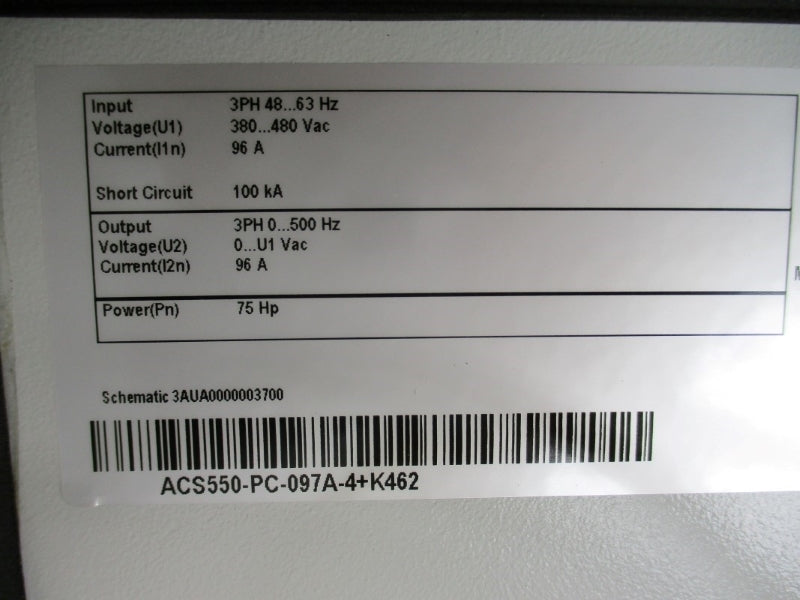 Input 3PH 48...63 Hz
Voltage(U1) 380...480 Vac
Current(I1n) 96 A
Short Circuit 100 kA
Output 3PH 0...500 Hz
Voltage(U2) 0...U1 Vac
Current(I2n) 96 A
Power(Pn) 75 Hp
Schematic 3AUA0000003700
ACS550-PC-097A-4+K462